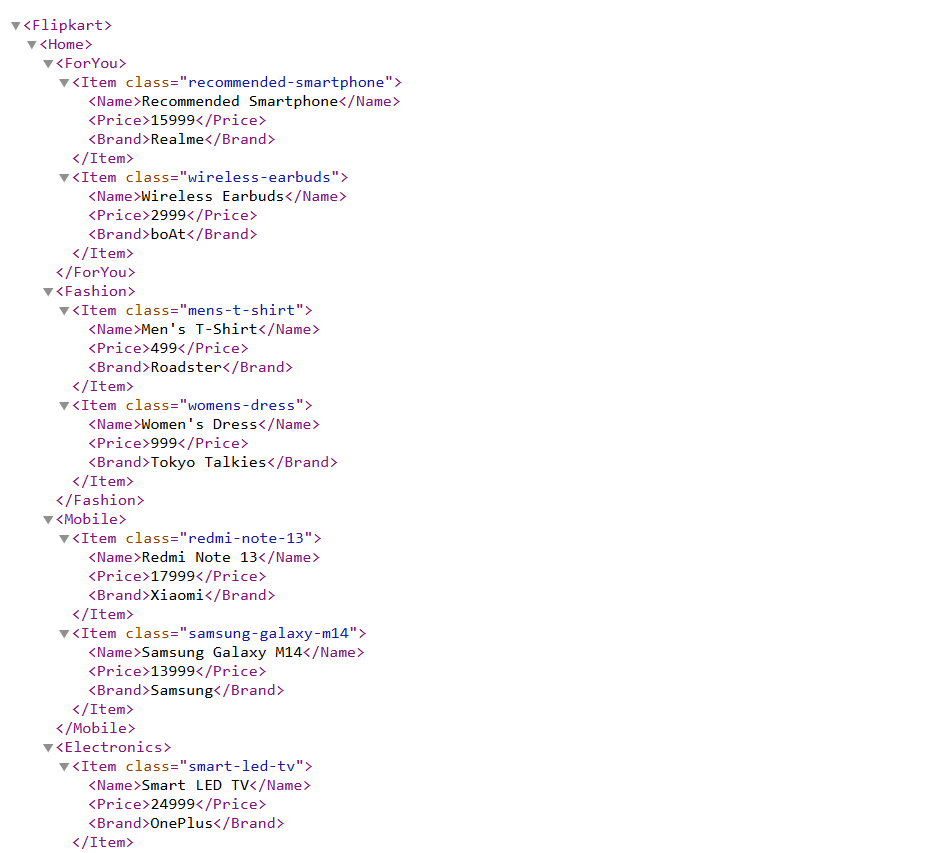 <Flipkart>
<Home>
<ForYou>
<Item class="recommended-smartphone">
<Name>Recommended Smartphone</Name>
<Price>15999</Price>
<Brand>Realme</Brand>
</Item>
<Item class="wireless-earbuds">
<Name>Wireless Earbuds</Name>
<Price>2999</Price>
<Brand>boAt</Brand>
</Item>
</ForYou>
<Fashion>
<Item class="mens-t-shirt">
<Name>Men's T-Shirt</Name>
<Price>499</Price>
<Brand>Roadster</Brand>
</Item>
<Item class="womens-dress">
<Name>Women's Dress</Name>
<Price>999</Price>
<Brand>Tokyo Talkies</Brand>
</Item>
</Fashion>
<Mobile>
<Item class="redmi-note-13">
<Name>Redmi Note 13</Name>
<Price>17999</Price>
<Brand>Xiaomi</Brand>
</Item>
<Item class="samsung-galaxy-m14">
<Name>Samsung Galaxy M14</Name>
<Price>13999</Price>
<Brand>Samsung</Brand>
</Item>
</Mobile>
<Electronics>
<Item class="smart-led-tv">
<Name>Smart LED TV</Name>
<Price>24999</Price>
<Brand>OnePlus</Brand>
</Item>